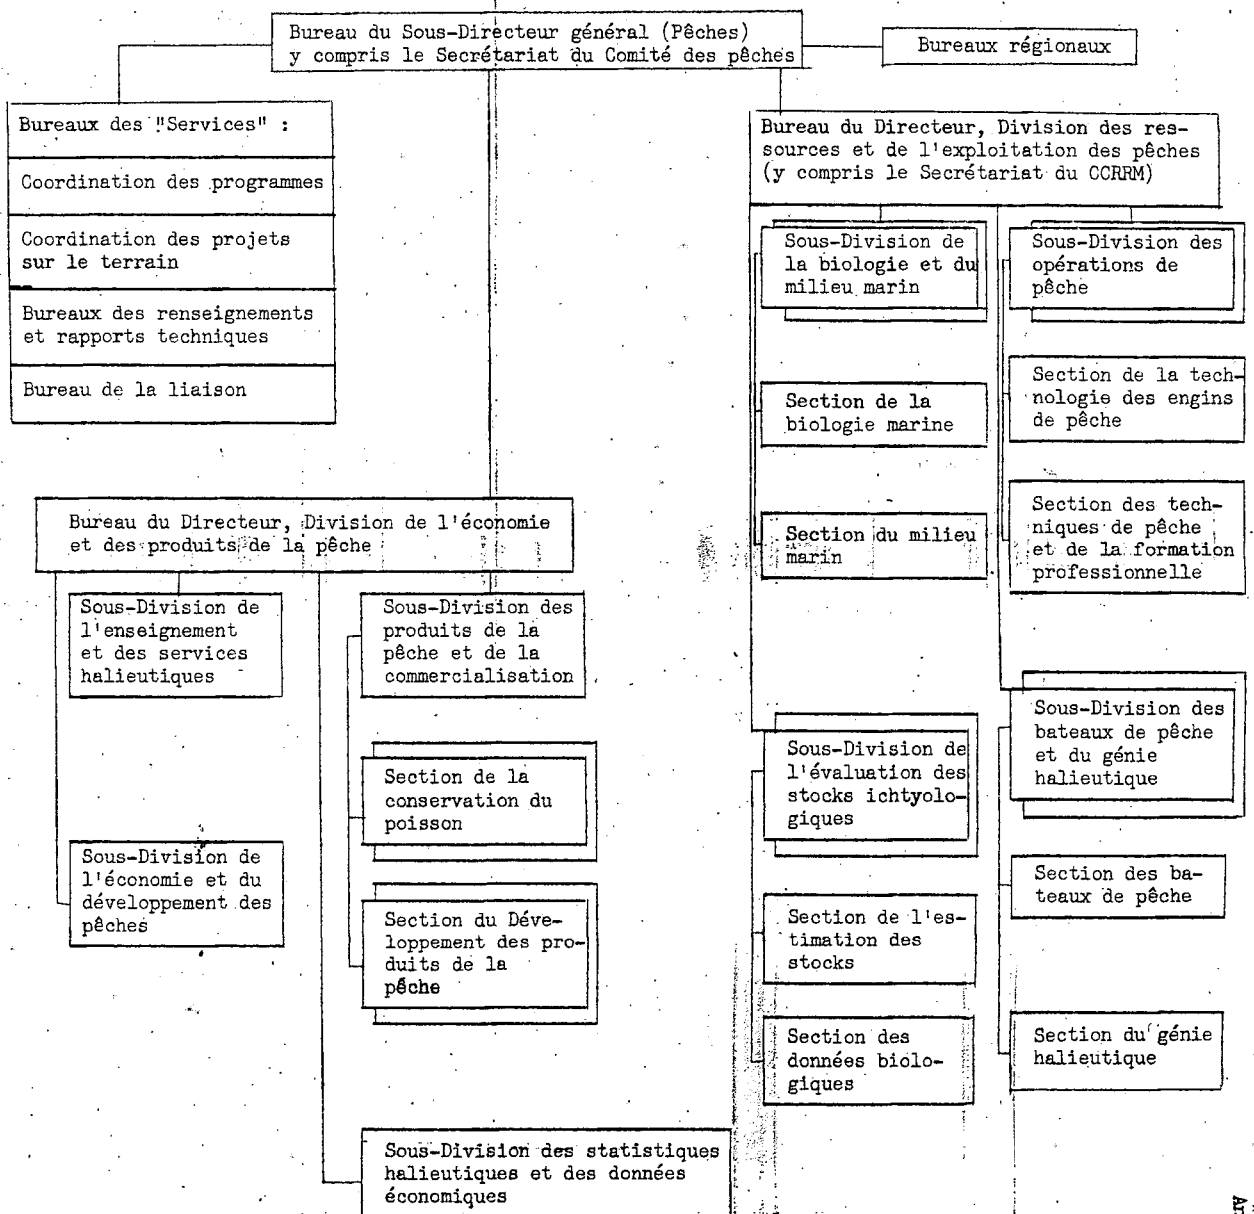 Bureau du Sous-Directeur général (Pêches)
y compris le Secrétariat du Comité des pêches
Bureaux régionaux
Bureaux des "Services" :
Coordination des programmes
Coordination des projets
sur le terrain
Bureaux des renseignements
et rapports techniques
Bureau de la liaison
Bureau du Directeur, Division des res-
sources et de l'exploitation des pêches
(y compris le Secrétariat du CCRRM)
Sous-Division de
la biologie et du
milieu marin
Sous-Division des
opérations de
pêche
Section de la
biologie marine
Section de la tech-
nologie des engins
de pêche
Section du milieu
marin
Section des tech-
niques de pêche
et de la formation
professionnelle
Bureau du Directeur, Division de l'économie
et des produits de la pêche
Sous-Division de
l'enseignement
et des services
halieutiques
Sous-Division des
produits de la
pêche et de la
commercialisation
Section de la
conservation du
poisson
Sous-Division de
l'économie et du
développement des
pêches
Section du Déve-
loppement des pro-
duits de la
pêche
Sous-Division de
l'évaluation des
stocks ichtyolo-
giques
Sous-Division des
bateaux de pêche
et du génie
halieutique
Section de l'es-
timation des
stocks
Section des ba-
teaux de pêche
Section des
données biolo-
giques
Section du génie
halieutique
Sous-Division des statistiques
halieutiques et des données
économiques